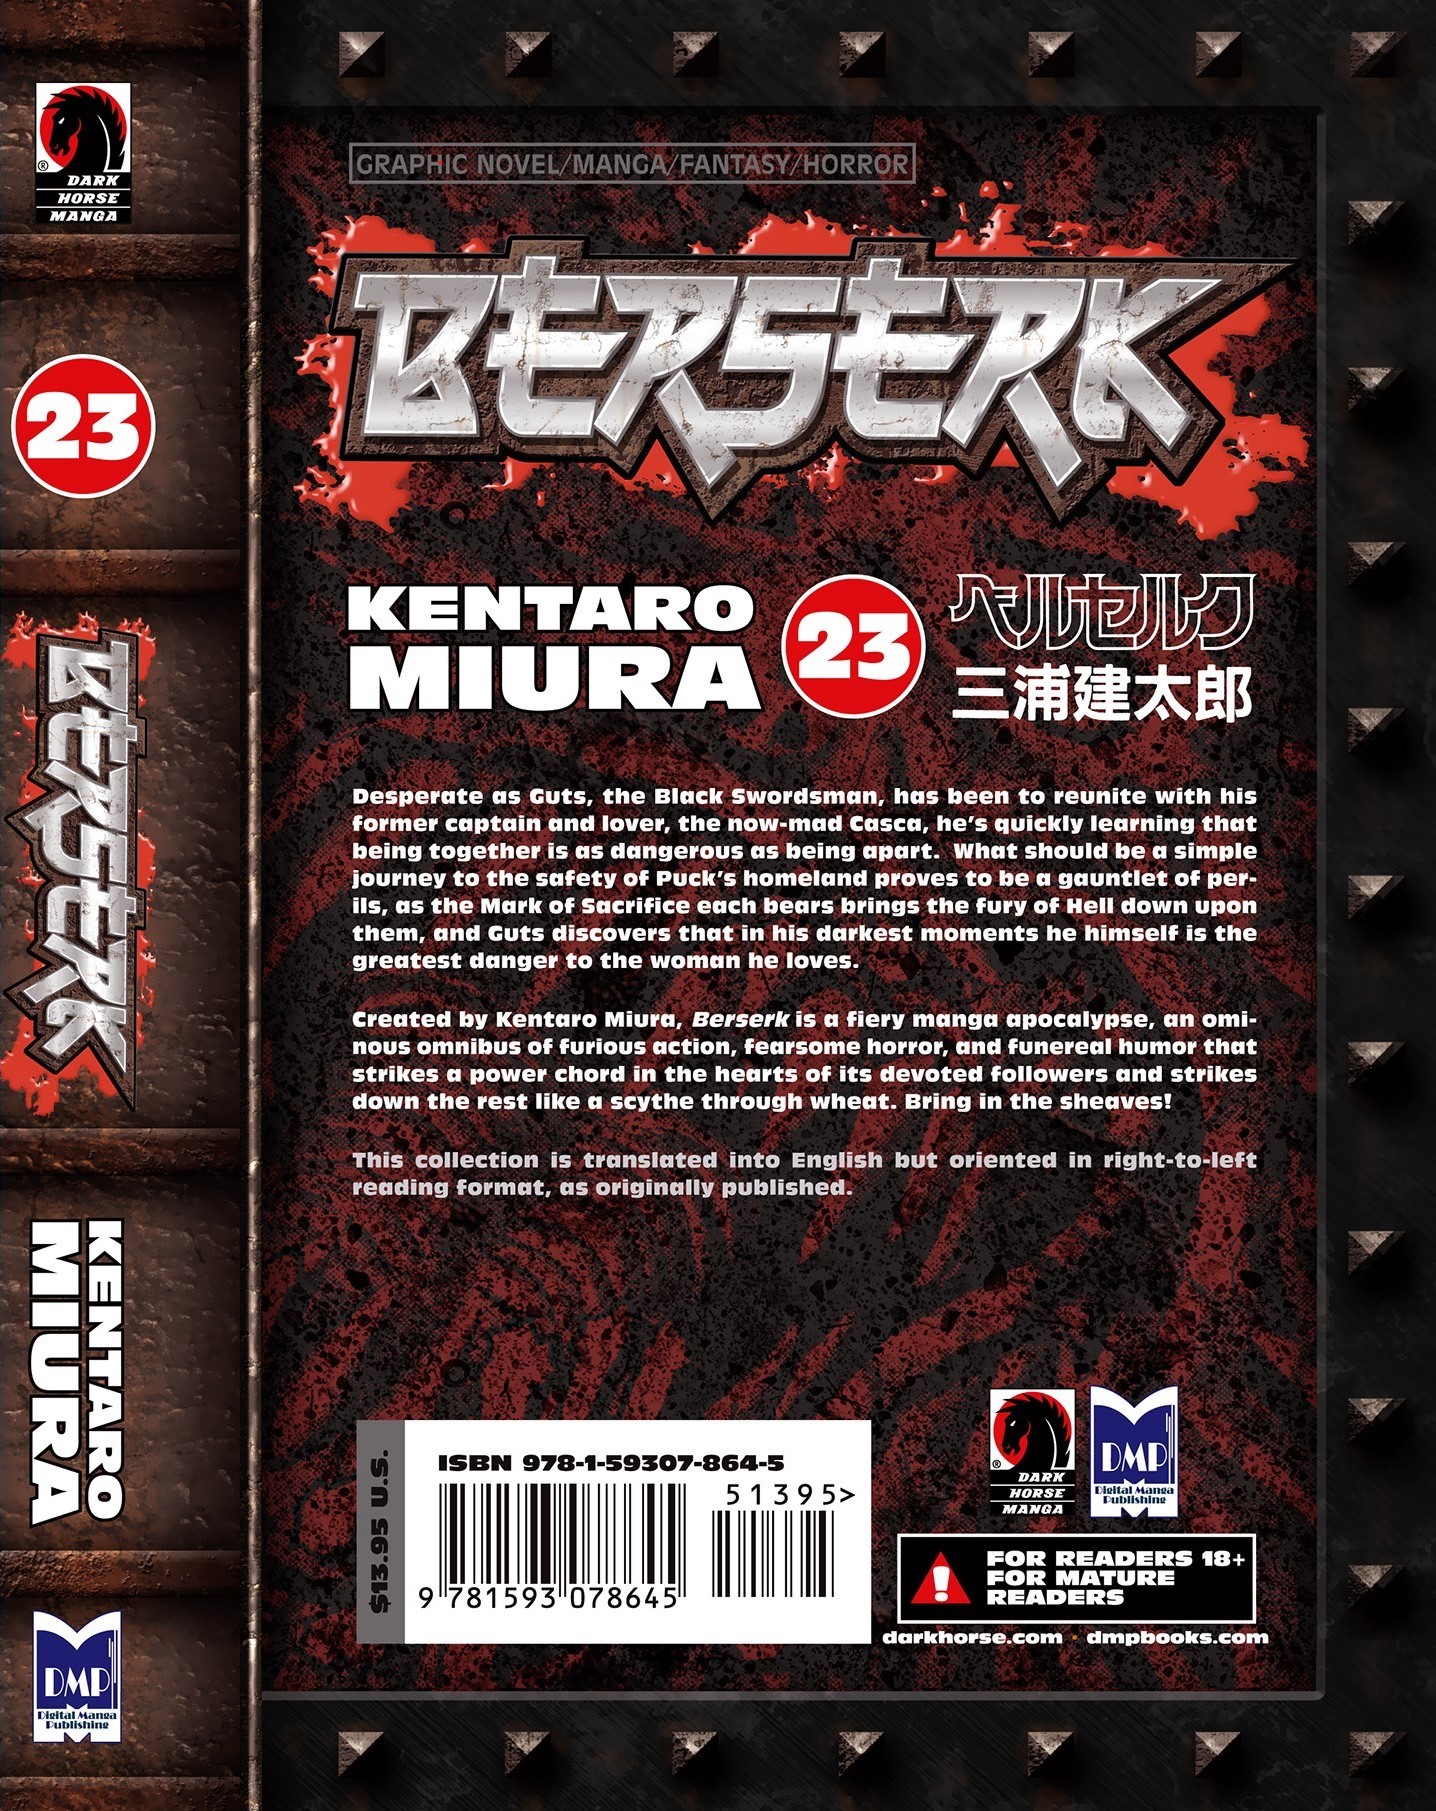 DARK
HORSE
MANGA
23
BERSERK
KENTARO
MIURA
DMP
Digital Manga
Publishing
GRAPHIC NOVEL/MANGA/FANTASY/HORROR
BERSERK
KENTARO
MIURA
23
ベルセルク
三浦建太郎
Desperate as Guts, the Black Swordsman, has been to reunite with his
former captain and lover, the now-mad Casca, he's quickly learning that
being together is as dangerous as being apart. What should be a simple
journey to the safety of Puck's homeland proves to be a gauntlet of per-
ils, as the Mark of Sacrifice each bears brings the fury of Hell down upon
them, and Guts discovers that in his darkest moments he himself is the
greatest danger to the woman he loves.
Created by Kentaro Miura, Berserk is a fiery manga apocalypse, an omi-
nous omnibus of furious action, fearsome horror, and funereal humor that
strikes a power chord in the hearts of its devoted followers and strikes
down the rest like a scythe through wheat. Bring in the sheaves!
This collection is translated into English but oriented in right-to-left
reading format, as originally published.
$13.95 U.S.
ISBN 978-1-59307-864-5
51395>
9 781593 078645
®
DARK
HORSE
MANGA
DMP
Digital Manga
Publishing
!
FOR READERS 18+
FOR MATURE
READERS
darkhorse.com · dmpbooks.com